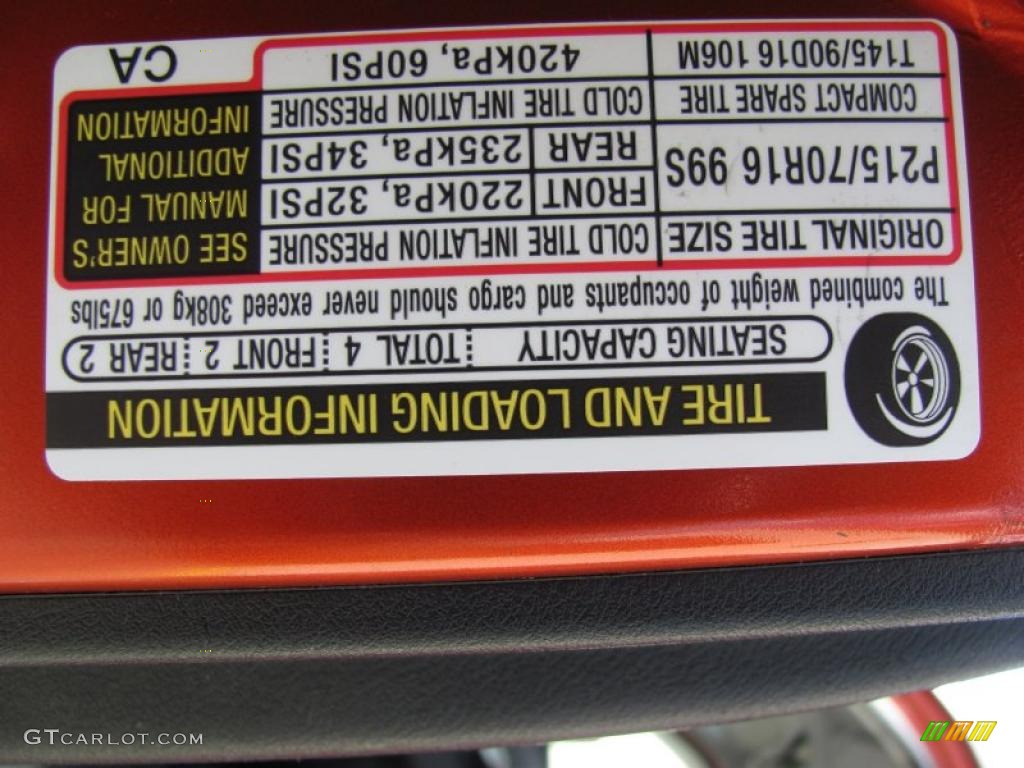 TIRE AND LOADING INFORMATION
SEATING CAPACITY TOTAL 4 FRONT 2 REAR 2
The combined weight of occupants and cargo should never exceed 308kg or 675lbs
ORIGINAL TIRE SIZE COLD TIRE INFLATION PRESSURE SEE OWNER'S
P215/70R16 99S FRONT 220kPa, 32PSI MANUAL FOR
REAR 235kPa, 34PSI ADDITIONAL
COMPACT SPARE TIRE COLD TIRE INFLATION PRESSURE INFORMATION
T145/90D16 106M 420kPa, 60PSI CA
GTCARLOT.COM